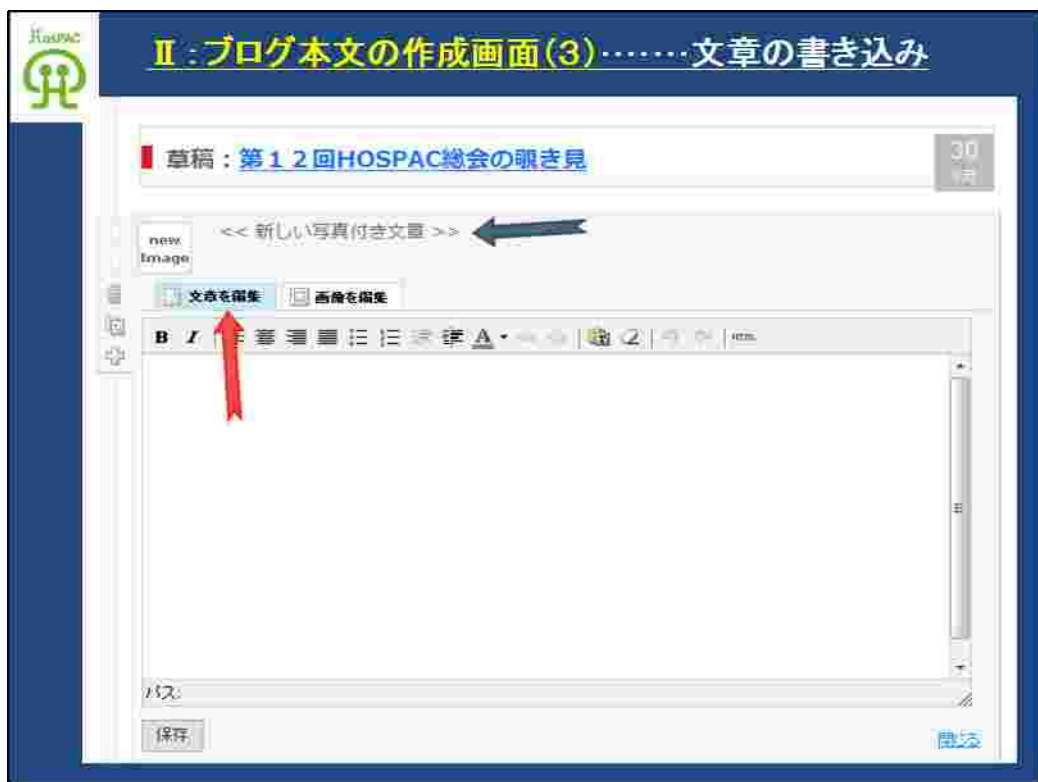 HOSPAC
Ⅱ:ブログ本文の作成画面(3)‥‥‥‥文章の書き込み
草稿:第12回HOSPAC総会の覗き見
30
new Image
<< 新しい写真付き文章 >>
文章を編集 画像を編集
B I A HTML
パス:
保存
閉じる